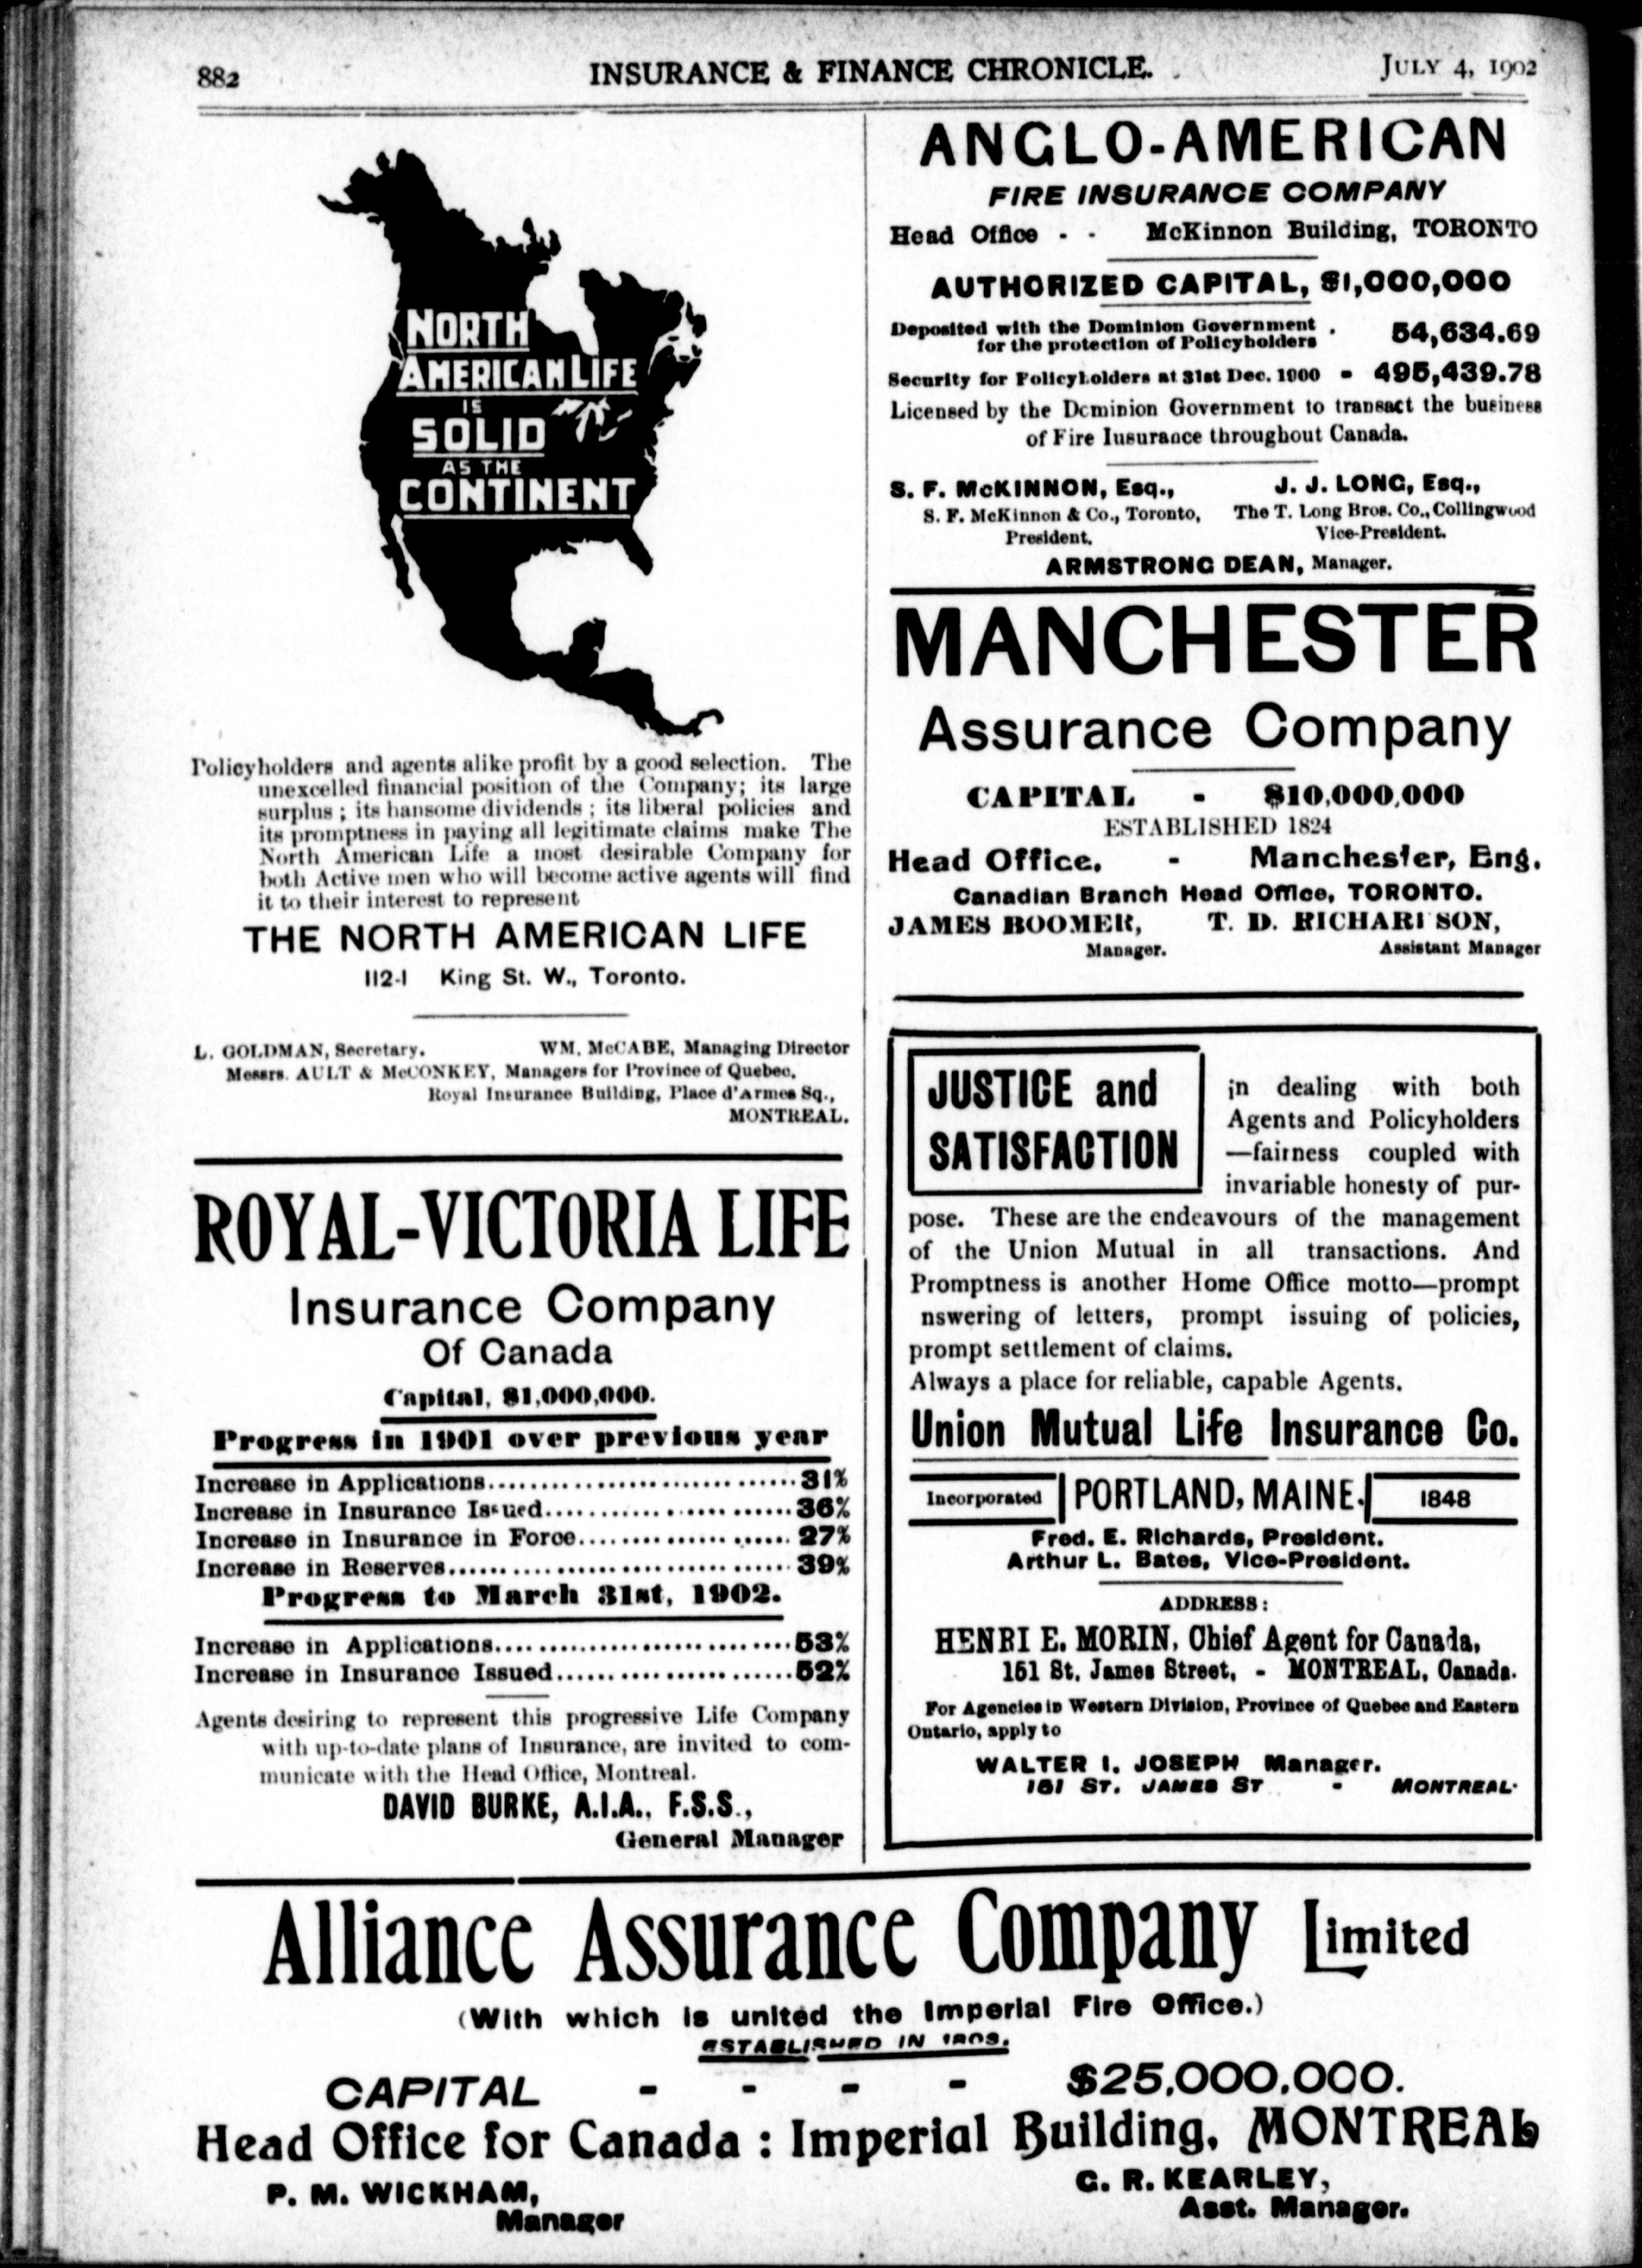 882
INSURANCE & FINANCE CHRONICLE.
JULY 4, 1902
NORTH
AMERICAN LIFE
IS
SOLID
AS THE
CONTINENT
Policyholders and agents alike profit by a good selection. The
unexcelled financial position of the Company; its large
surplus; its hansome dividends; its liberal policies and
its promptness in paying all legitimate claims make The
North American Life a most desirable Company for
both Active men who will become active agents will find
it to their interest to represent
THE NORTH AMERICAN LIFE
112-1 King St. W., Toronto.
L. GOLDMAN, Secretary. WM. McCABE, Managing Director
Messrs. AULT & McCONKEY, Managers for Province of Quebec,
Royal Insurance Building, Place d'Armes Sq.,
MONTREAL.
ROYAL-VICTORIA LIFE
Insurance Company
Of Canada
Capital, $1,000,000.
Progress in 1901 over previous year
Increase in Applications..............................31%
Increase in Insurance Issued........................36%
Increase in Insurance in Force.....................27%
Increase in Reserves..................................39%
Progress to March 31st, 1902.
Increase in Applications.............................53%
Increase in Insurance Issued.......................52%
Agents desiring to represent this progressive Life Company
with up-to-date plans of Insurance, are invited to com-
municate with the Head Office, Montreal.
DAVID BURKE, A.I.A., F.S.S.,
General Manager
ANGLO-AMERICAN
FIRE INSURANCE COMPANY
Head Office - - McKinnon Building, TORONTO
AUTHORIZED CAPITAL, $1,000,000
Deposited with the Dominion Government
for the protection of Policyholders . 54,634.69
Security for Policyholders at 31st Dec. 1900 - 495,439.78
Licensed by the Dominion Government to transact the business
of Fire Insurance throughout Canada.
S. F. McKINNON, Esq., J. J. LONG, Esq.,
S. F. McKinnon & Co., Toronto, The T. Long Bros. Co., Collingwood
President. Vice-President.
ARMSTRONG DEAN, Manager.
MANCHESTER
Assurance Company
CAPITAL - $10,000,000
ESTABLISHED 1824
Head Office. - Manchester, Eng.
Canadian Branch Head Office, TORONTO.
JAMES BOOMER, T. D. RICHARDSON,
Manager. Assistant Manager
JUSTICE and
SATISFACTION
in dealing with both
Agents and Policyholders
—fairness coupled with
invariable honesty of pur-
pose. These are the endeavours of the management
of the Union Mutual in all transactions. And
Promptness is another Home Office motto—prompt
nswering of letters, prompt issuing of policies,
prompt settlement of claims.
Always a place for reliable, capable Agents.
Union Mutual Life Insurance Co.
Incorporated PORTLAND, MAINE. 1848
Fred. E. Richards, President.
Arthur L. Bates, Vice-President.
ADDRESS:
HENRI E. MORIN, Chief Agent for Canada,
151 St. James Street, - MONTREAL, Canada.
For Agencies in Western Division, Province of Quebec and Eastern
Ontario, apply to
WALTER I. JOSEPH Manager.
151 ST. JAMES ST - MONTREAL.
Alliance Assurance Company Limited
(With which is united the Imperial Fire Office.)
ESTABLISHED IN
CAPITAL - - - - $25,000,000.
Head Office for Canada : Imperial Building, MONTREAL
P. M. WICKHAM, G. R. KEARLEY,
Manager Asst. Manager.